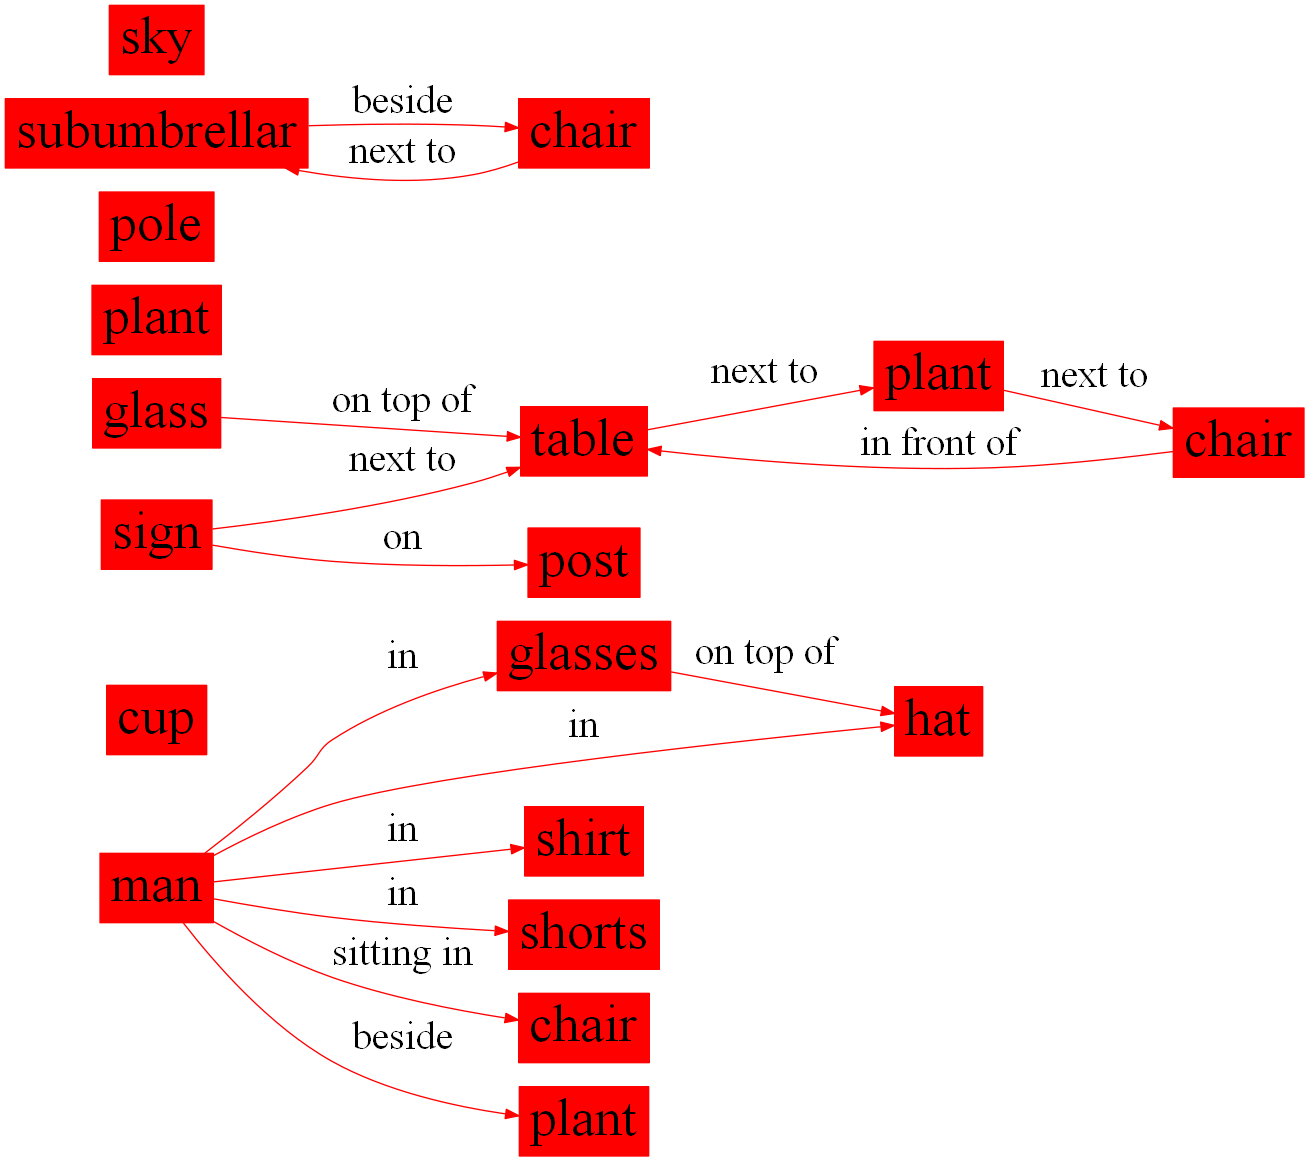 sky
subumbrellar
beside
next to
chair
pole
plant
glass
on top of
table
next to
plant
next to
chair
in front of
sign
next to
on
post
cup
man
in
glasses
on top of
hat
in
in
shirt
in
shorts
sitting in
chair
beside
plant